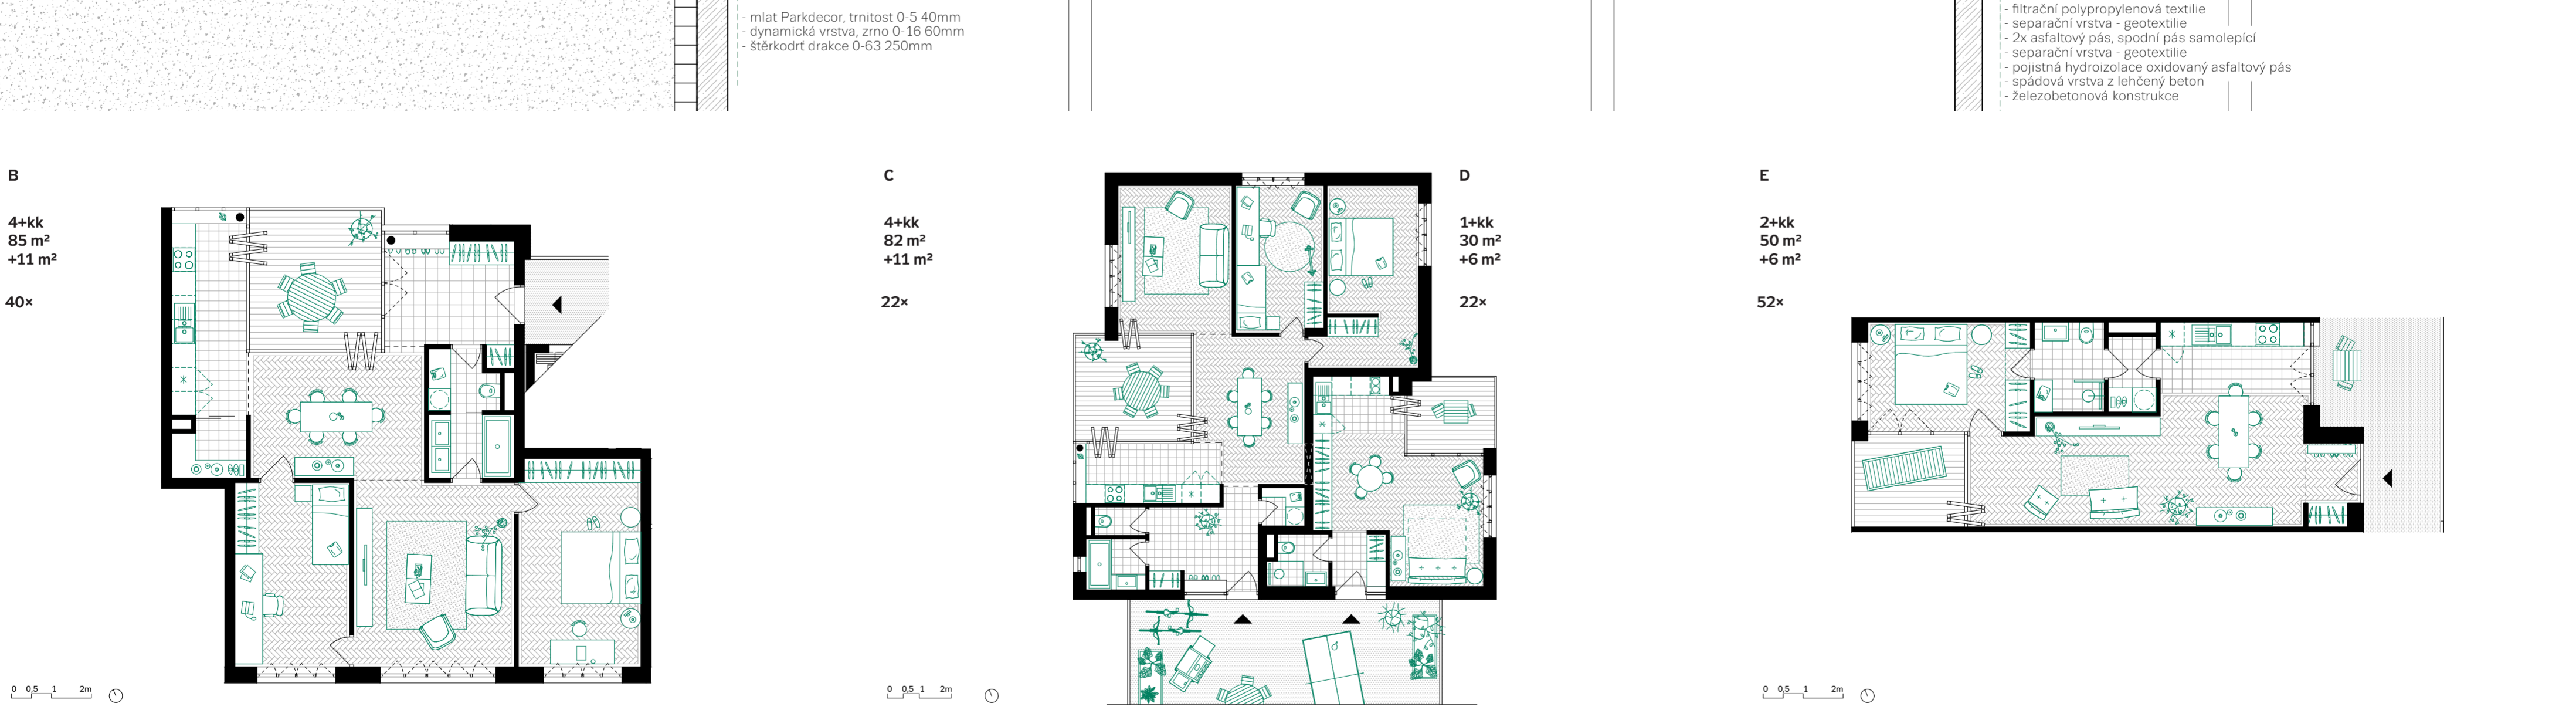 - mlat Parkdecor, trnitost 0-5 40mm
- dynamická vrstva, zrno 0-16 60mm
- štěrkodrť drakce 0-63 250mm
- filtrační polypropylenová textilie
- separační vrstva - geotextilie
- 2x asfaltový pás, spodní pás samolepící
- separační vrstva - geotextilie
- pojistná hydroizolace oxidovaný asfaltový pás
- spádová vrstva z lehčený beton
- železobetonová konstrukce
B
4+kk
85 m²
+11 m²
40×
0 0,5 1 2m
C
4+kk
82 m²
+11 m²
22×
0 0,5 1 2m
D
1+kk
30 m²
+6 m²
22×
E
2+kk
50 m²
+6 m²
52×
0 0,5 1 2m